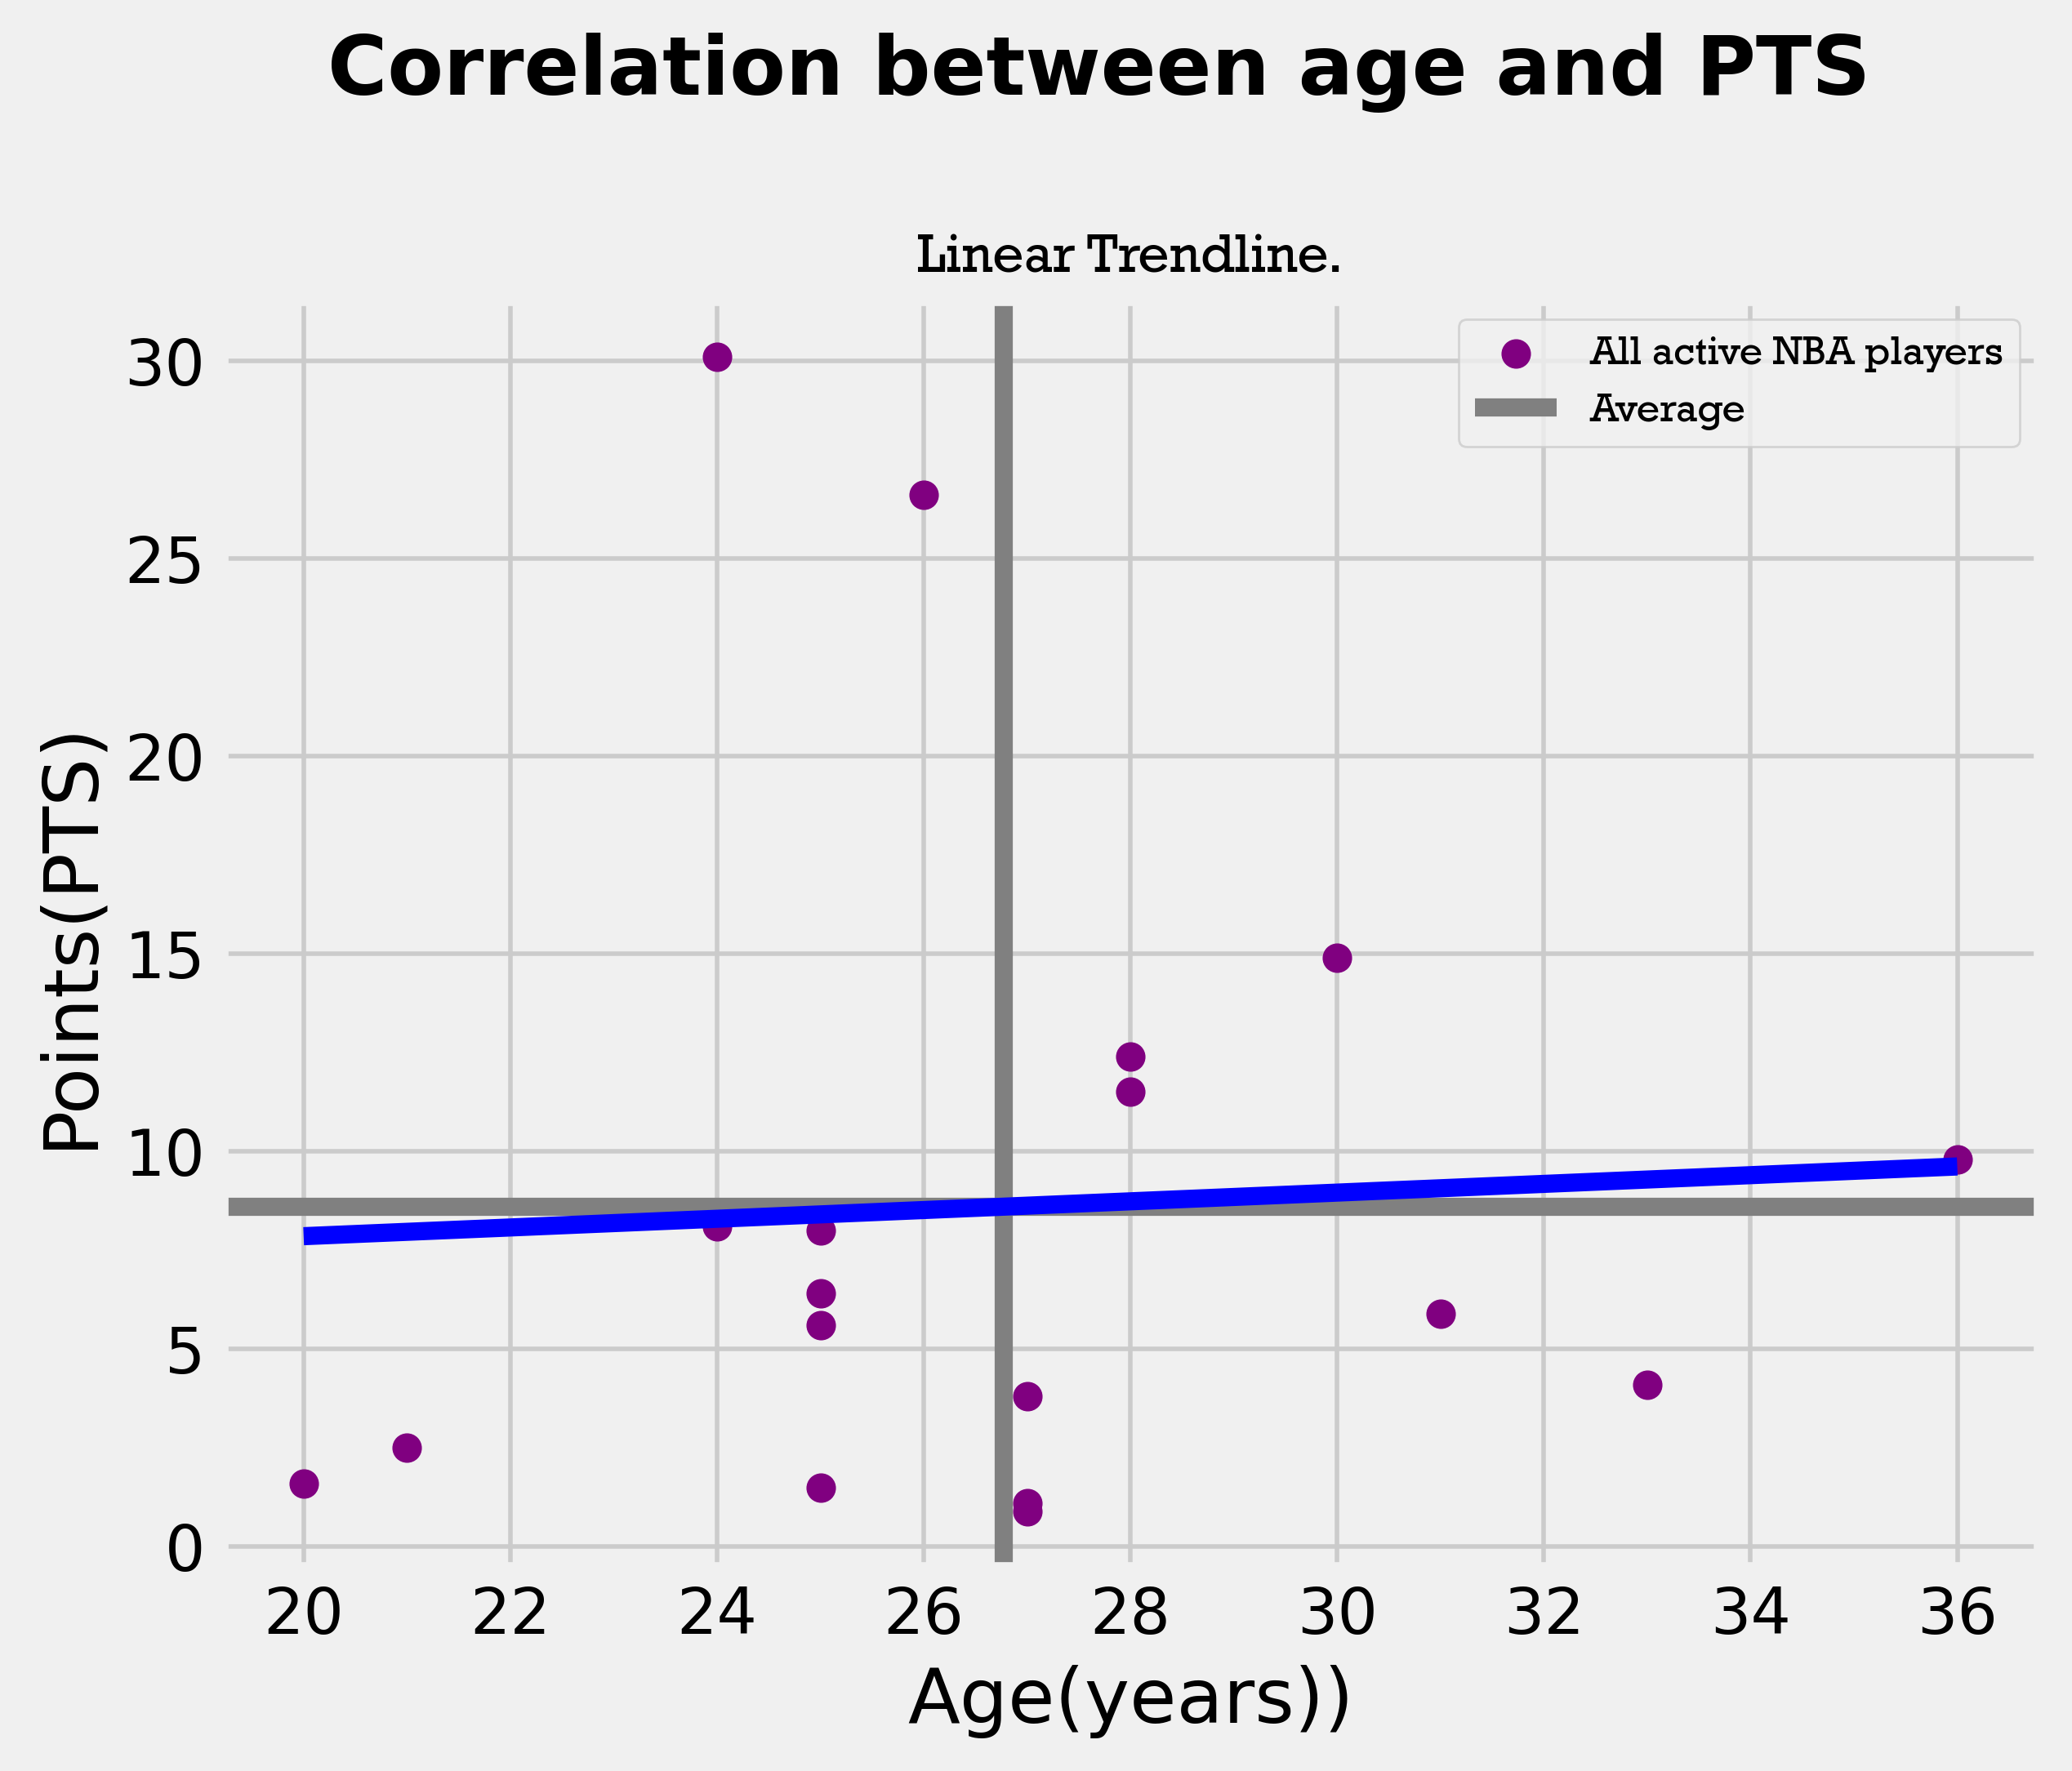 Correlation between age and PTS
Linear Trendline.
All active NBA players
Average
Points(PTS)
30
25
20
15
10
5
0
20 22 24 26 28 30 32 34 36
Age(years))